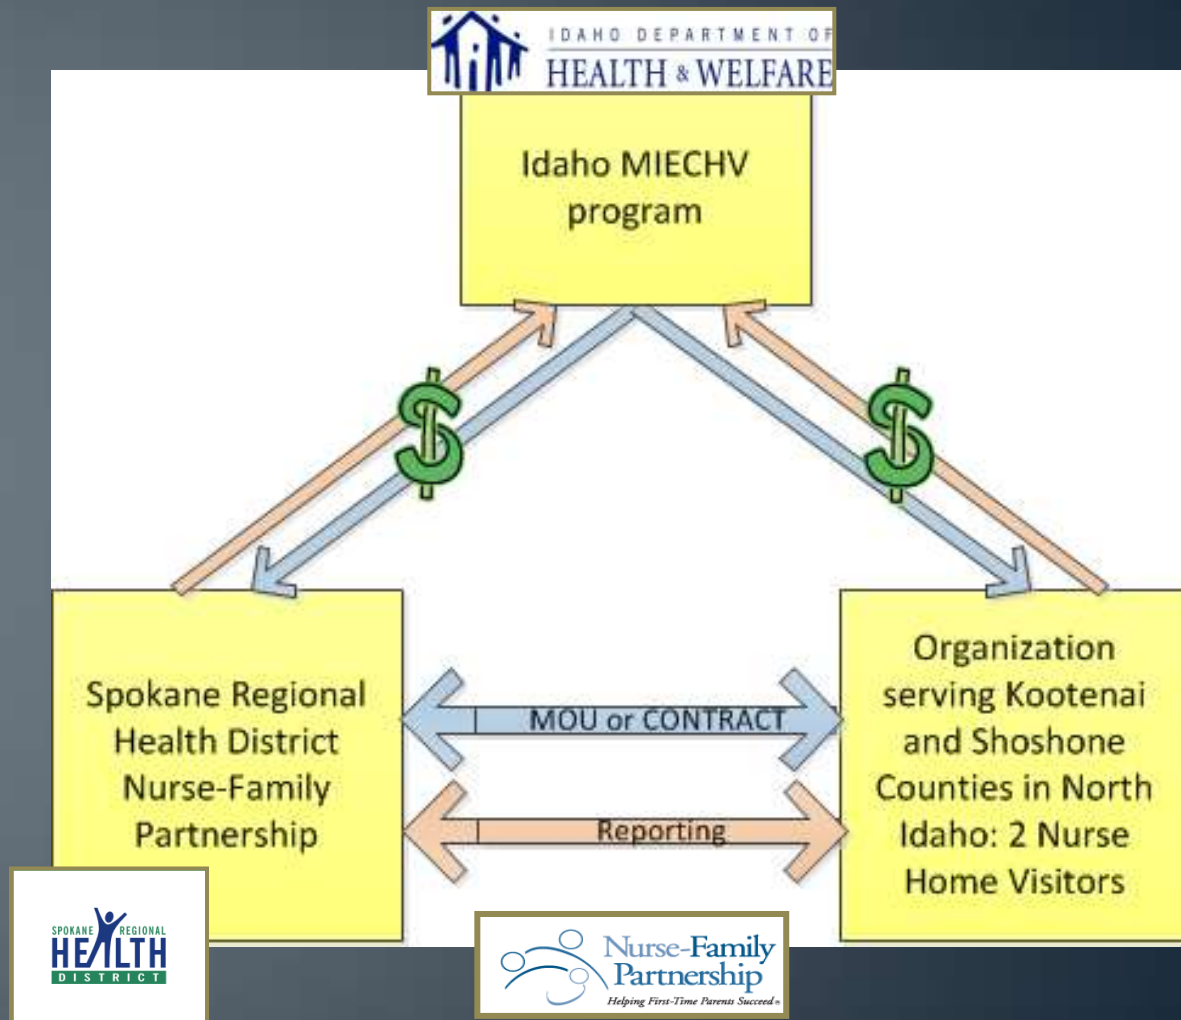 IDAHO DEPARTMENT OF
HEALTH & WELFARE
Idaho MIECHV
program
$
$
Spokane Regional
Health District
Nurse-Family
Partnership
MOU or CONTRACT
Reporting
Organization
serving Kootenai
and Shoshone
Counties in North
Idaho: 2 Nurse
Home Visitors
SPOKANE REGIONAL
HEALTH
DISTRICT
Nurse-Family
Partnership
Helping First-Time Parents Succeed®